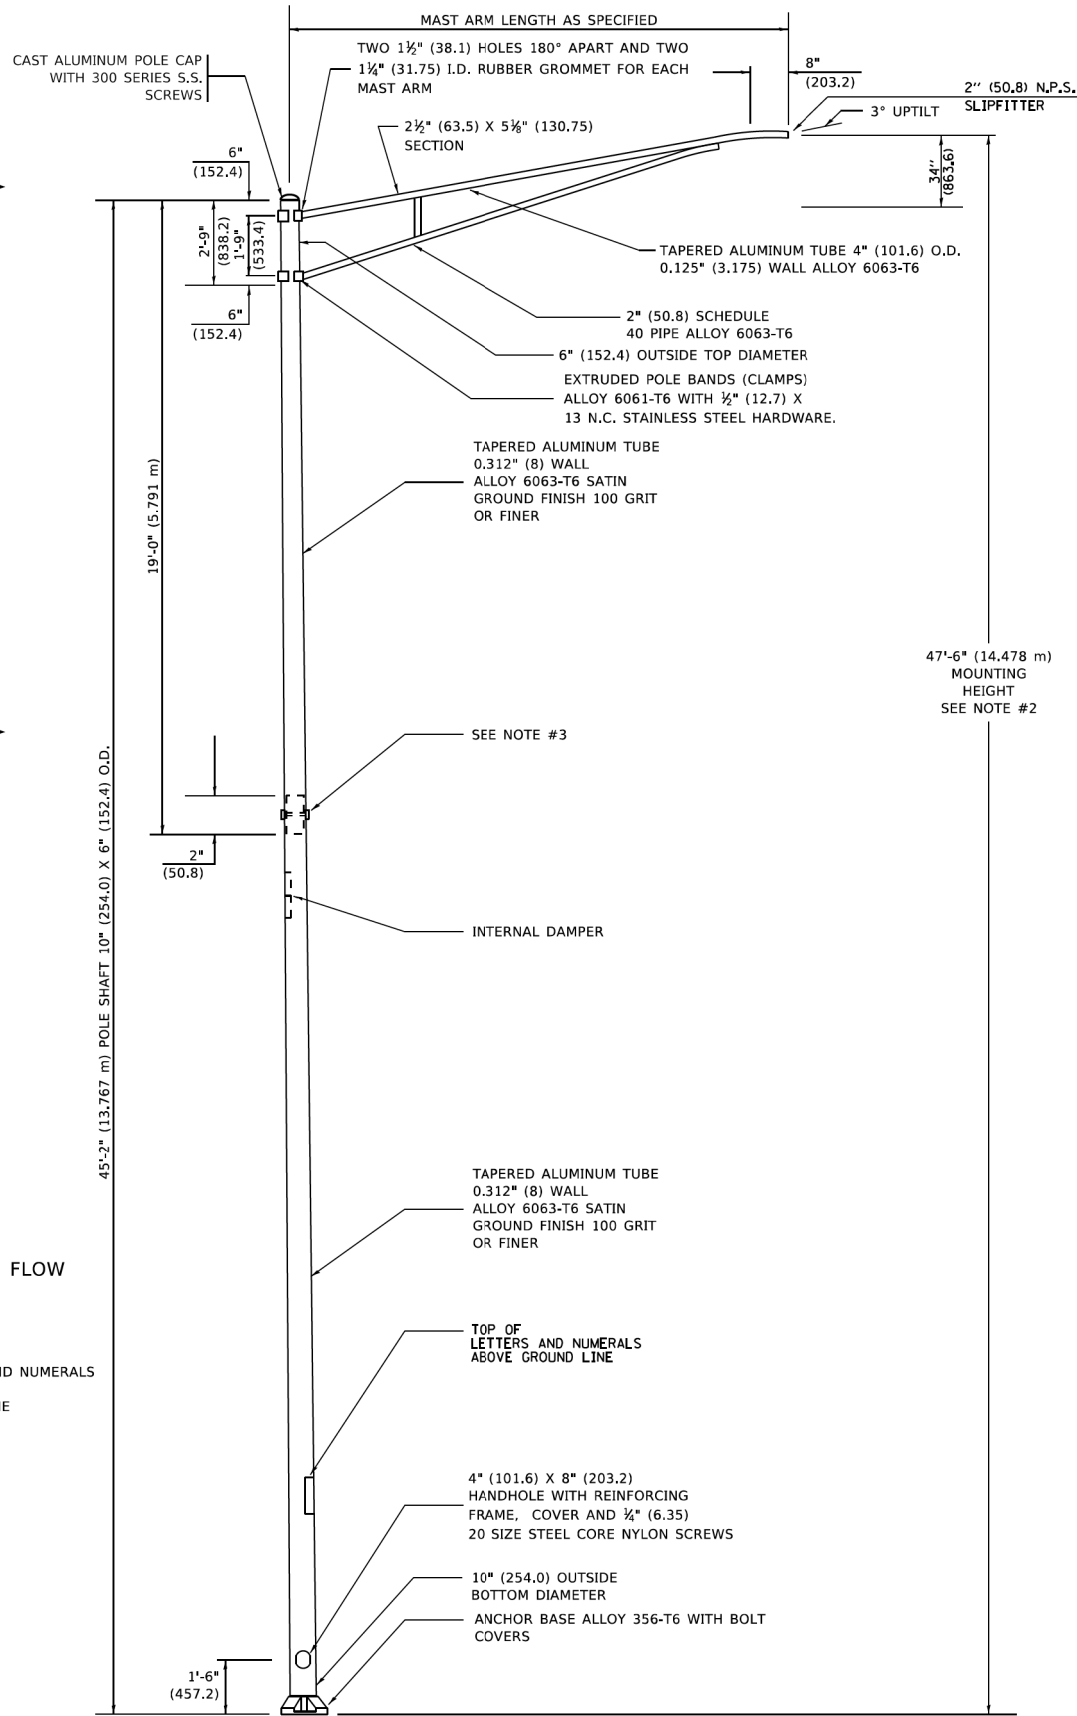 MAST ARM LENGTH AS SPECIFIED
CAST ALUMINUM POLE CAP
WITH 300 SERIES S.S.
SCREWS
TWO 1½" (38.1) HOLES 180° APART AND TWO
1¼" (31.75) I.D. RUBBER GROMMET FOR EACH
MAST ARM
8"
(203.2)
2" (50.8) N.P.S.
SLIPFITTER
3° UPTILT
2½" (63.5) X 5⅛" (130.75)
SECTION
6"
(152.4)
34"
(863.6)
2'-9"
(838.2)
1'-9"
(533.4)
TAPERED ALUMINUM TUBE 4" (101.6) O.D.
0.125" (3.175) WALL ALLOY 6063-T6
6"
(152.4)
2" (50.8) SCHEDULE
40 PIPE ALLOY 6063-T6
6" (152.4) OUTSIDE TOP DIAMETER
EXTRUDED POLE BANDS (CLAMPS)
ALLOY 6061-T6 WITH ½" (12.7) X
13 N.C. STAINLESS STEEL HARDWARE.
TAPERED ALUMINUM TUBE
0.312" (8) WALL
ALLOY 6063-T6 SATIN
GROUND FINISH 100 GRIT
OR FINER
19'-0" (5.791 m)
47'-6" (14.478 m)
MOUNTING
HEIGHT
SEE NOTE #2
SEE NOTE #3
2"
(50.8)
INTERNAL DAMPER
45'-2" (13.767 m) POLE SHAFT 10" (254.0) X 6" (152.4) O.D.
TAPERED ALUMINUM TUBE
0.312" (8) WALL
ALLOY 6063-T6 SATIN
GROUND FINISH 100 GRIT
OR FINER
FLOW
TOP OF
LETTERS AND NUMERALS
ABOVE GROUND LINE
ND NUMERALS
NE
4" (101.6) X 8" (203.2)
HANDHOLE WITH REINFORCING
FRAME, COVER AND ¼" (6.35)
20 SIZE STEEL CORE NYLON SCREWS
10" (254.0) OUTSIDE
BOTTOM DIAMETER
ANCHOR BASE ALLOY 356-T6 WITH BOLT
COVERS
1'-6"
(457.2)